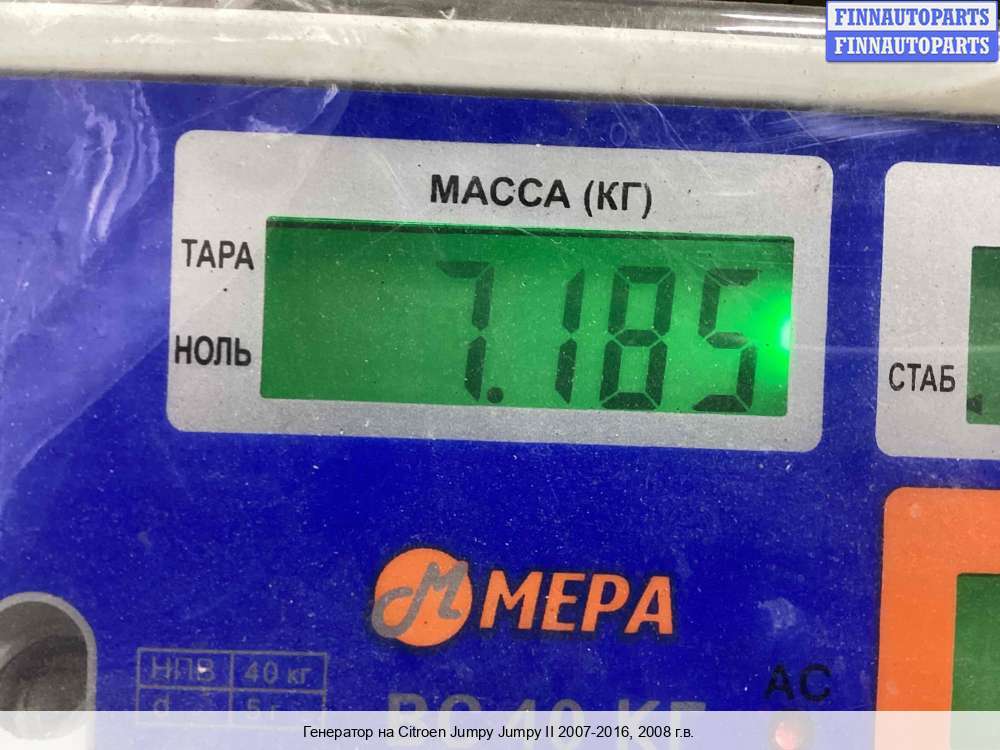 FINNAUTOPARTS
FINNAUTOPARTS
МАССА (КГ)
ТАРА
7.185
НОЛЬ
СТАБ
М МЕРА
НПВ 40 кг
d 5 г
АС
Генератор на Citroen Jumpy Jumpy II 2007-2016, 2008 г.в.